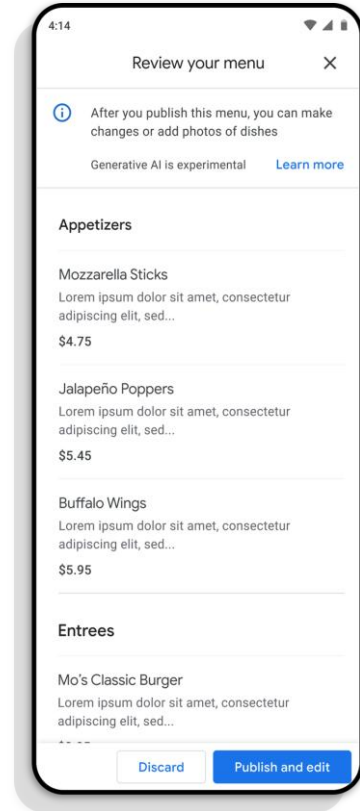 4:14
Review your menu
After you publish this menu, you can make
changes or add photos of dishes
Generative AI is experimental Learn more
Appetizers
Mozzarella Sticks
Lorem ipsum dolor sit amet, consectetur
adipiscing elit, sed...
$4.75
Jalapeño Poppers
Lorem ipsum dolor sit amet, consectetur
adipiscing elit, sed...
$5.45
Buffalo Wings
Lorem ipsum dolor sit amet, consectetur
adipiscing elit, sed...
$5.95
Entrees
Mo's Classic Burger
Lorem ipsum dolor sit amet, consectetur
adipiscing elit, sed...
Discard Publish and edit